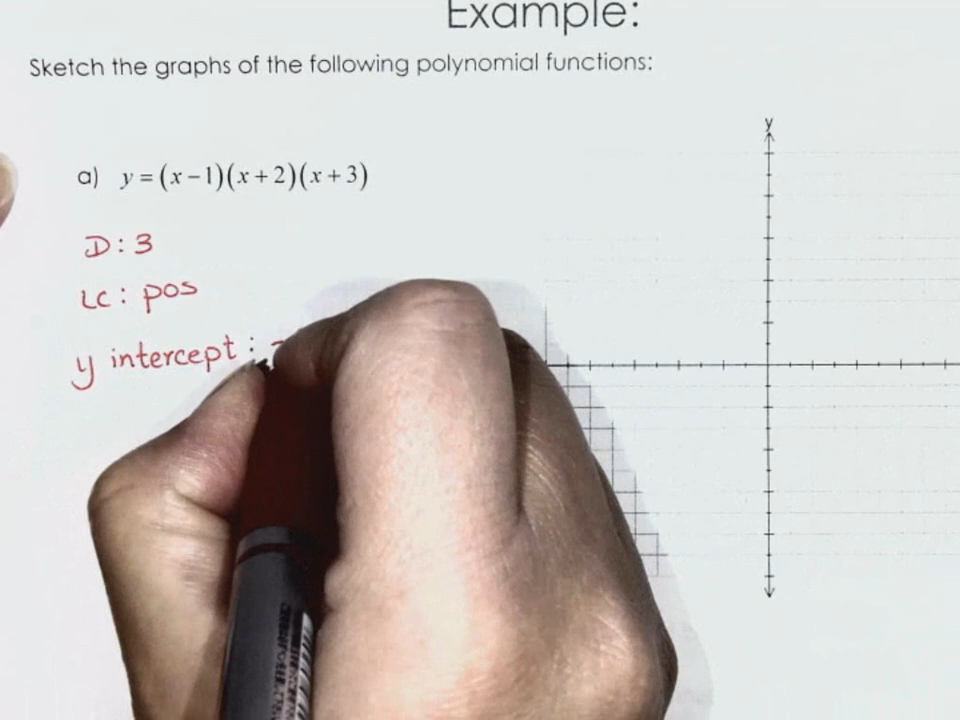 Example:
Sketch the graphs of the following polynomial functions:
y
a) y = (x − 1)(x + 2)(x + 3)
D: 3
LC: pos
y intercept: -